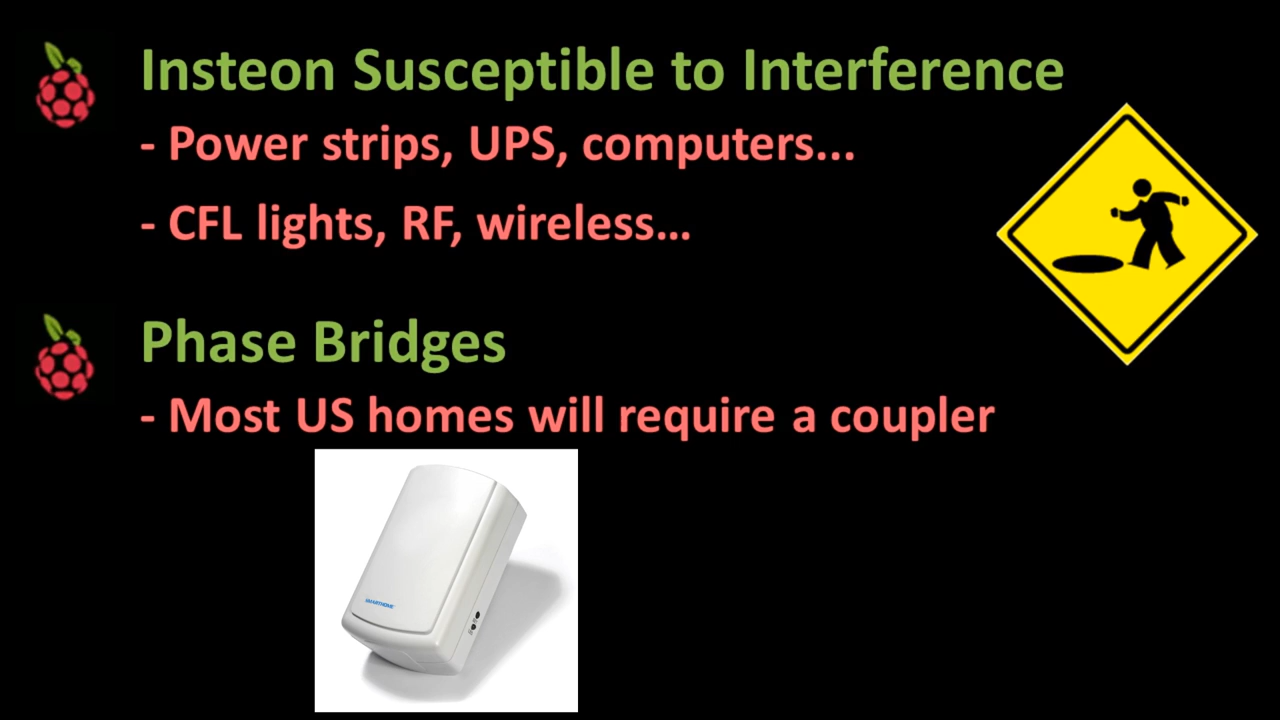 Insteon Susceptible to Interference
- Power strips, UPS, computers...
- CFL lights, RF, wireless...
Phase Bridges
- Most US homes will require a coupler
SMARTHOME